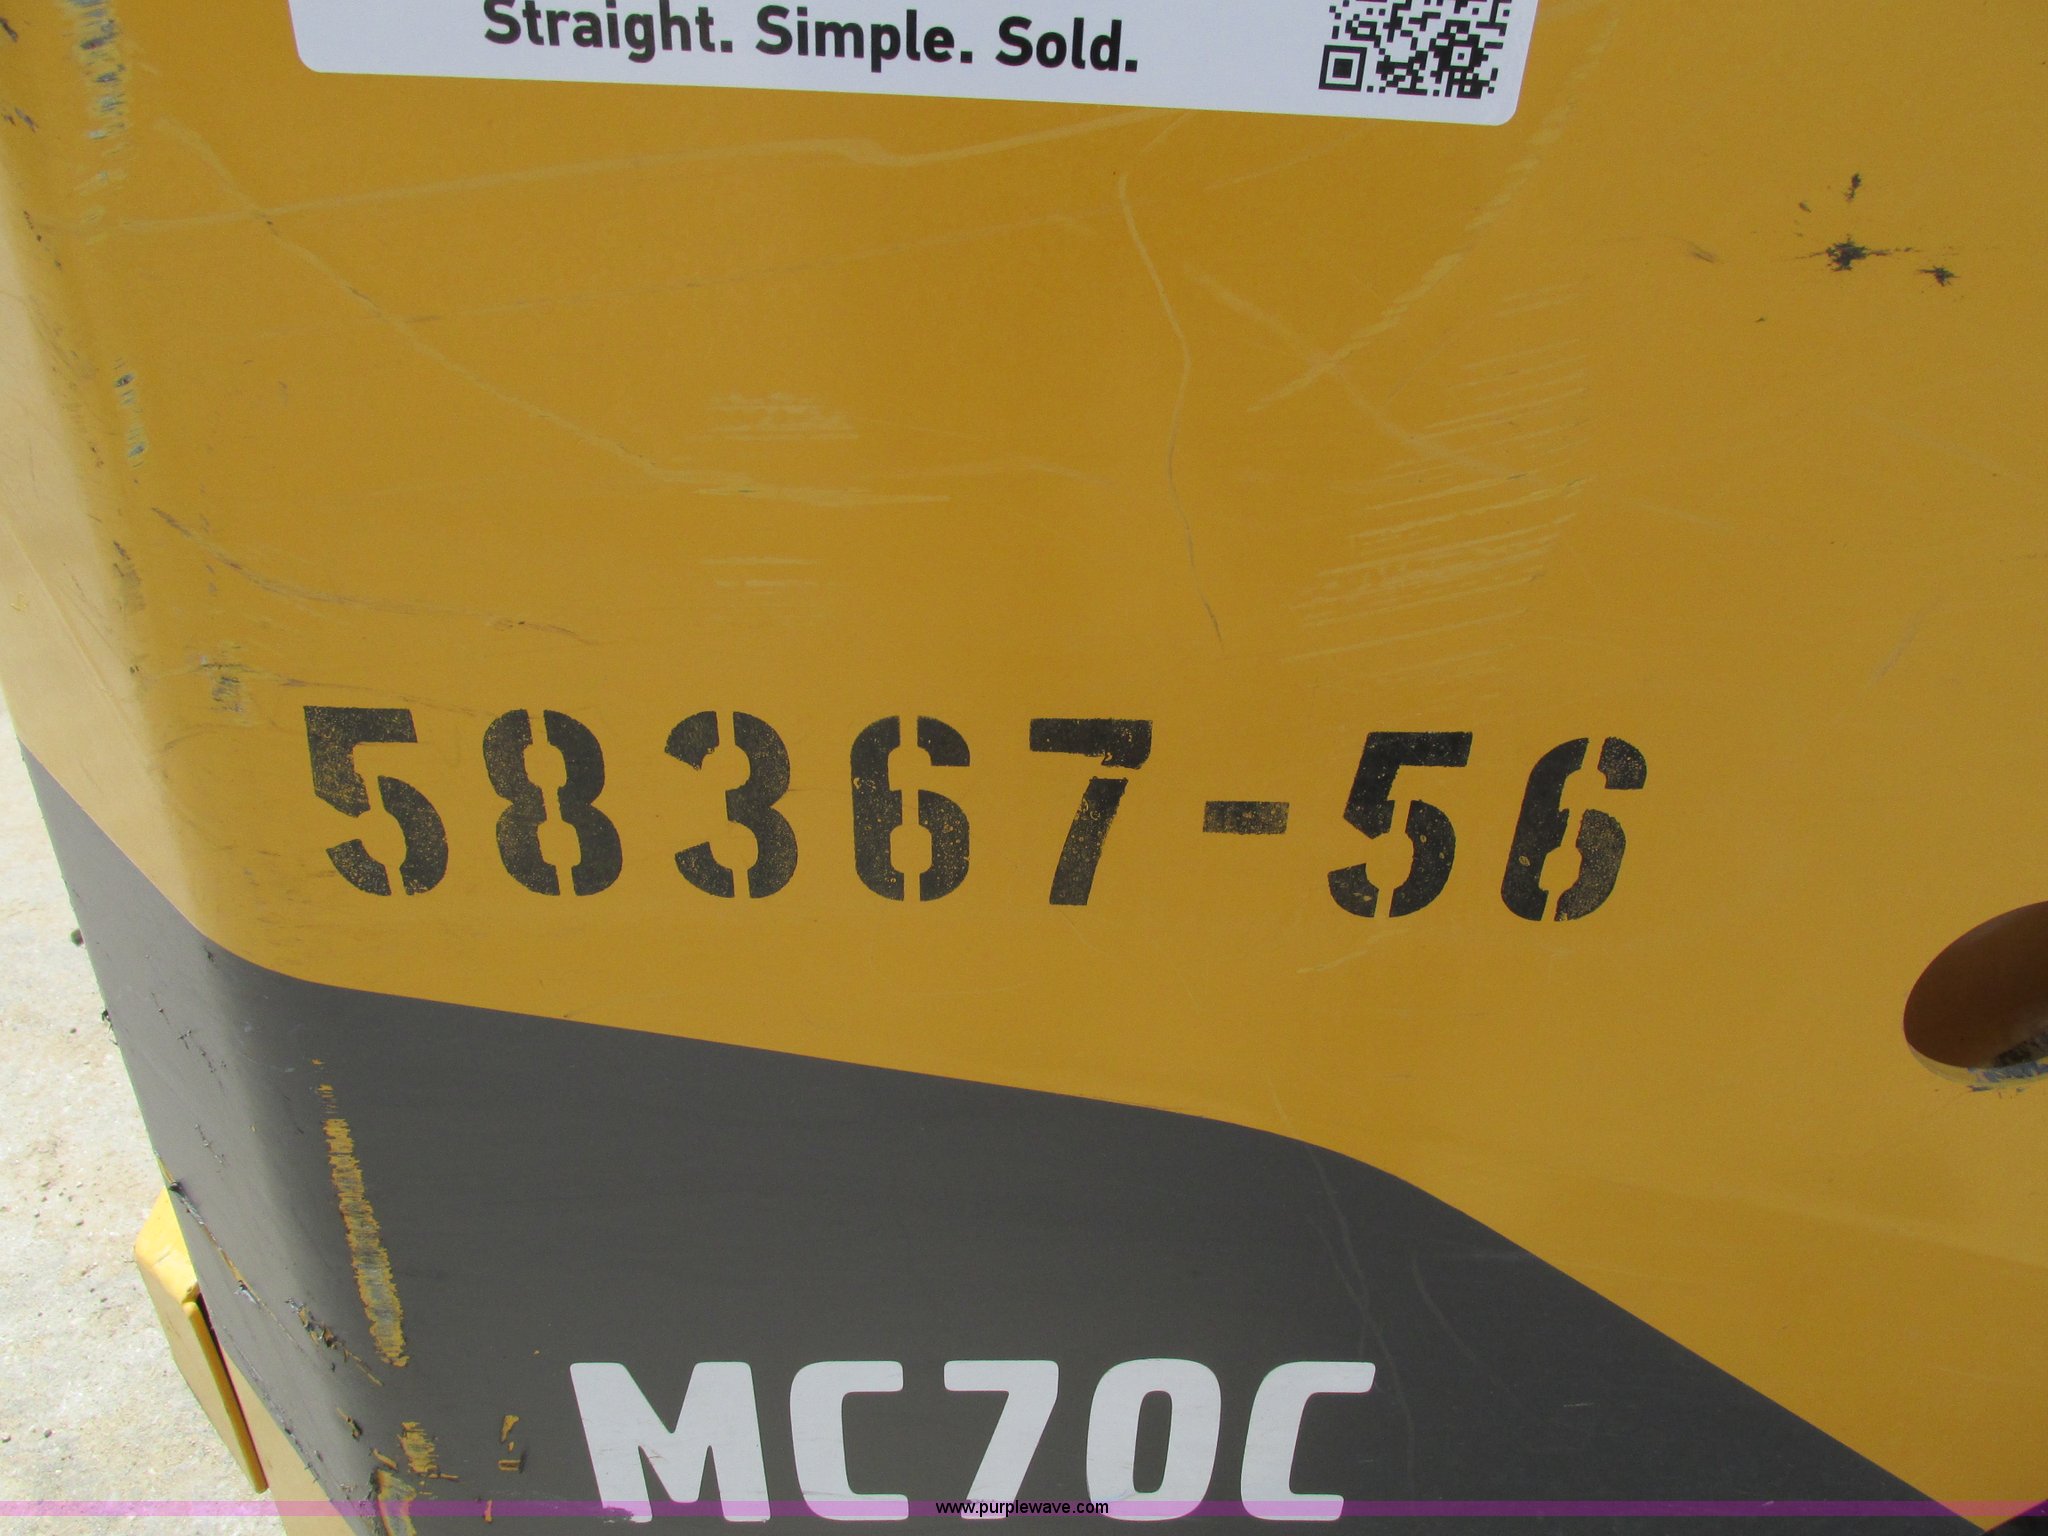 Straight. Simple. Sold.
58367-56
MC70C
www.purplewave.com